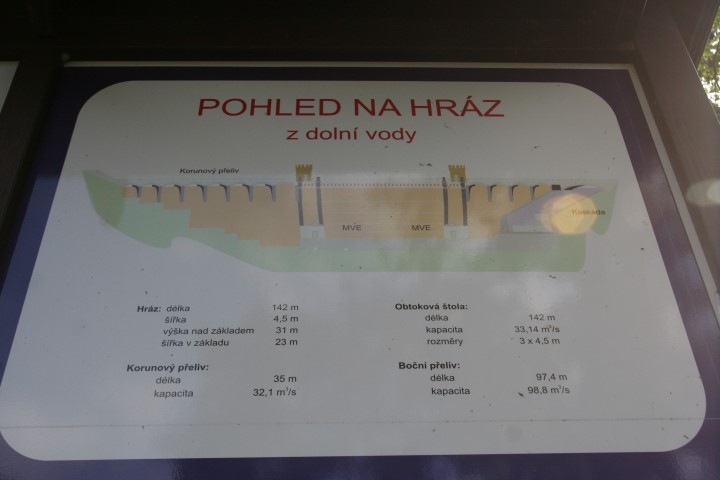 POHLED NA HRÁZ
z dolní vody
Korunový přeliv
Kaskáda
MVE MVE
Hráz: délka 142 m
šířka 4,5 m
výška nad základem 31 m
šířka v základu 23 m
Korunový přeliv:
délka 35 m
kapacita 32,1 m³/s
Obtoková štola:
délka 142 m
kapacita 33,14 m³/s
rozměry 3 x 4,5 m
Boční přeliv:
délka 97,4 m
kapacita 98,8 m³/s